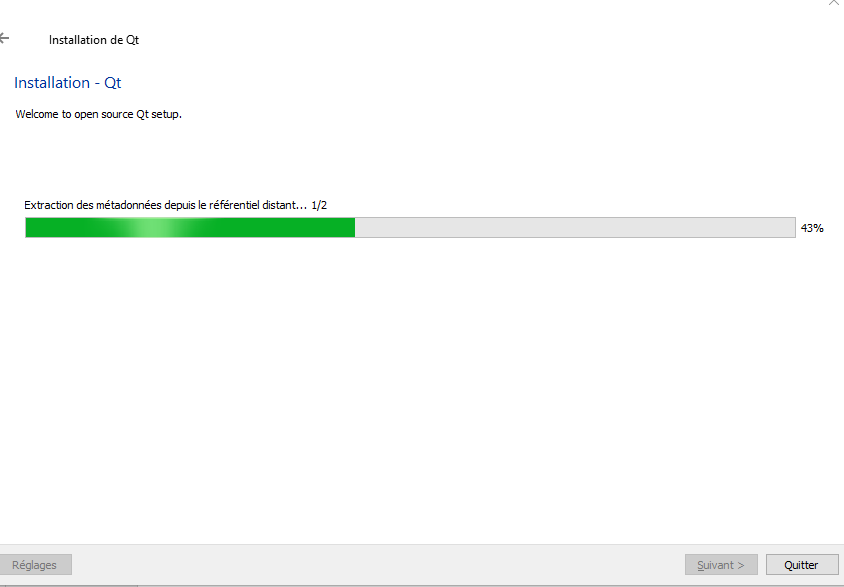 Installation de Qt
Installation - Qt
Welcome to open source Qt setup.
Extraction des métadonnées depuis le référentiel distant... 1/2
43%
Réglages
Suivant >
Quitter